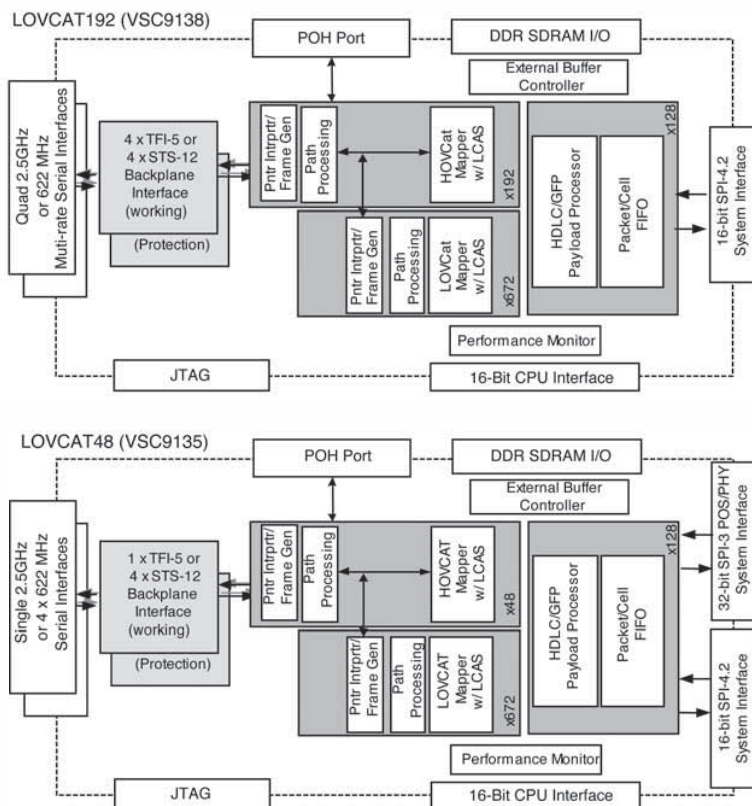 LOVCAT192 (VSC9138)
POH Port
DDR SDRAM I/O
External Buffer
Controller
Quad 2.5GHz
or 622 MHz
Muti-rate Serial Interfaces
4 x TFI-5 or
4 x STS-12
Backplane
Interface
(working)
(Protection)
Pntr Intrprtr/
Frame Gen
Path
Processing
HOVCat
Mapper
w/ LCAS
x192
Pntr Intrprtr/
Frame Gen
Path
Processing
LOVCat
Mapper
w/ LCAS
x672
HDLC/GFP
Payload Processor
Packet/Cell
FIFO
x128
16-bit SPI-4.2
System Interface
Performance Monitor
JTAG
16-Bit CPU Interface
LOVCAT48 (VSC9135)
POH Port
DDR SDRAM I/O
External Buffer
Controller
Single 2.5GHz
or 4 x 622 MHz
Serial Interfaces
1 x TFI-5 or
4 x STS-12
Backplane
Interface
(working)
(Protection)
Pntr Intrprtr/
Frame Gen
Path
Processing
HOVCAT
Mapper
w/ LCAS
x48
Pntr Intrprtr/
Frame Gen
Path
Processing
LOVCAT
Mapper
w/LCAS
x672
HDLC/GFP
Payload Processor
Packet/Cell
FIFO
x128
32-bit SPI-3 POS/PHY
System Interface
16-bit SPI-4.2
System Interface
Performance Monitor
JTAG
16-Bit CPU Interface